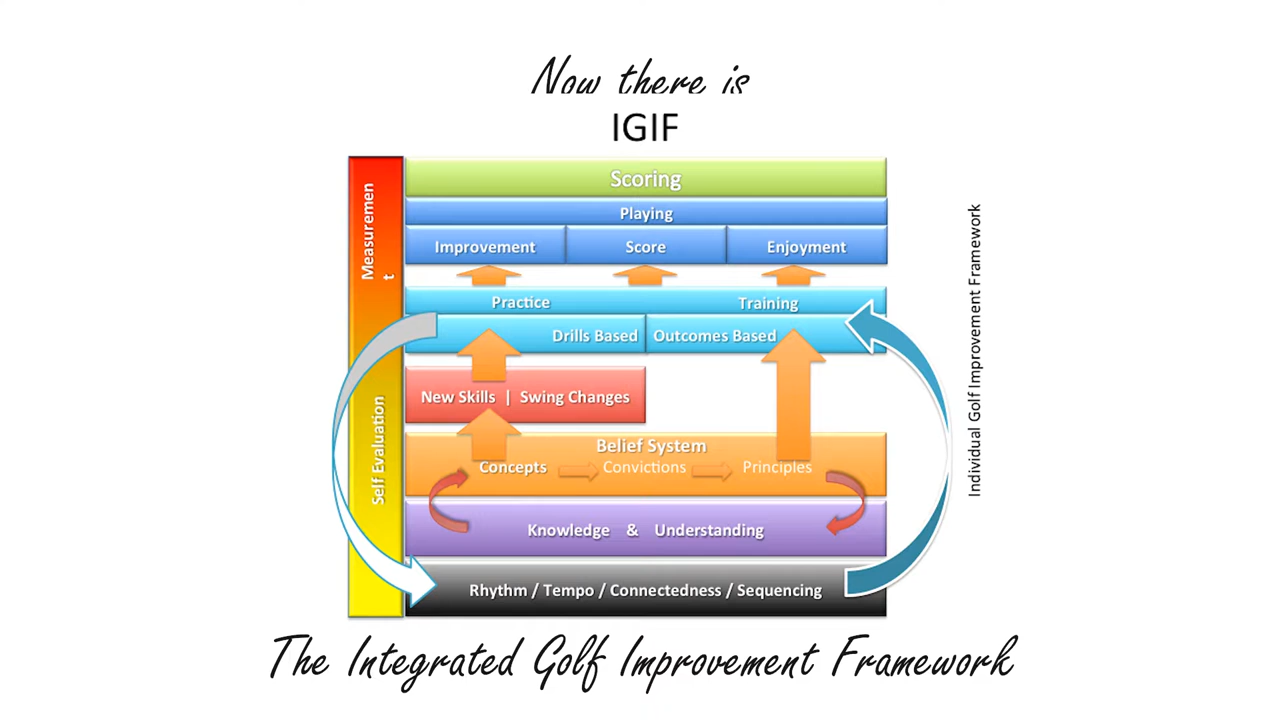 Now there is
IGIF
Measuremen
t
Self Evaluation
Scoring
Playing
Improvement Score Enjoyment
Practice Training
Drills Based Outcomes Based
New Skills | Swing Changes
Belief System
Concepts Convictions Principles
Knowledge & Understanding
Rhythm / Tempo / Connectedness / Sequencing
Individual Golf Improvement Framework
The Integrated Golf Improvement Framework